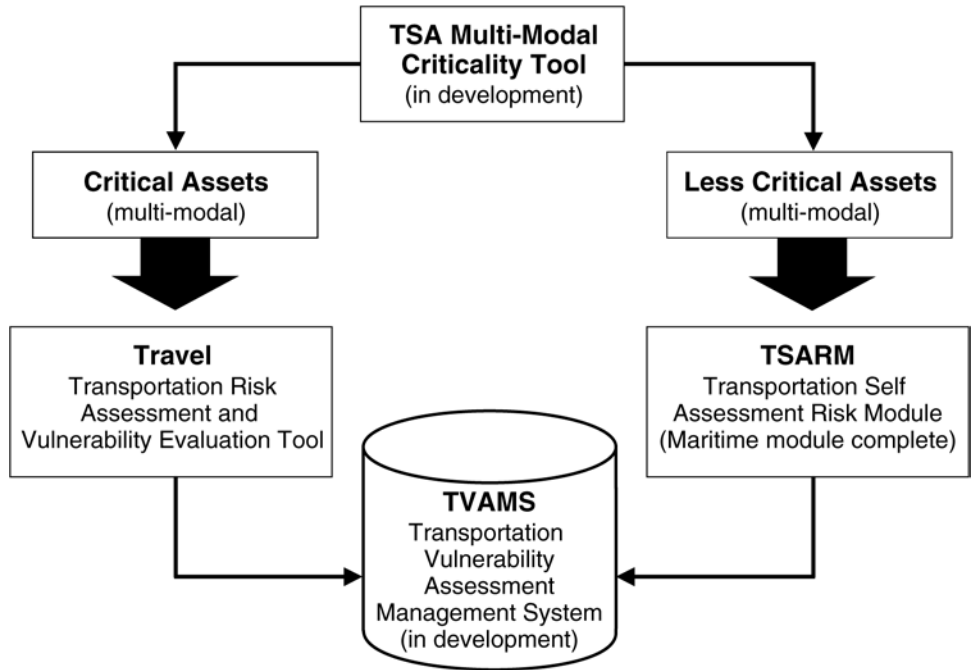 TSA Multi-Modal
Criticality Tool
(in development)
Critical Assets
(multi-modal)
Less Critical Assets
(multi-modal)
Travel
Transportation Risk
Assessment and
Vulnerability Evaluation Tool
TSARM
Transportation Self
Assessment Risk Module
(Maritime module complete)
TVAMS
Transportation
Vulnerability
Assessment
Management System
(in development)